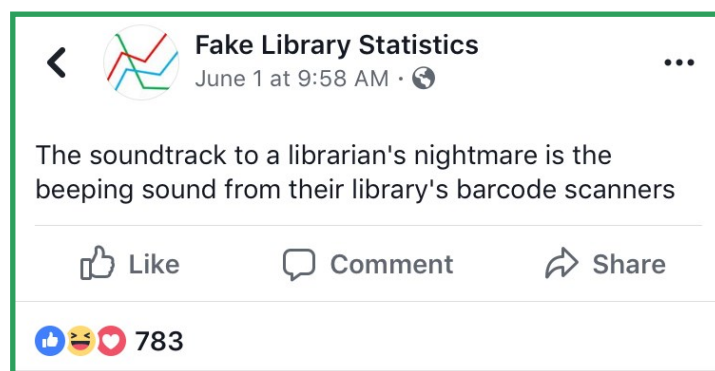 Fake Library Statistics
June 1 at 9:58 AM ·
The soundtrack to a librarian's nightmare is the
beeping sound from their library's barcode scanners
Like Comment Share
783